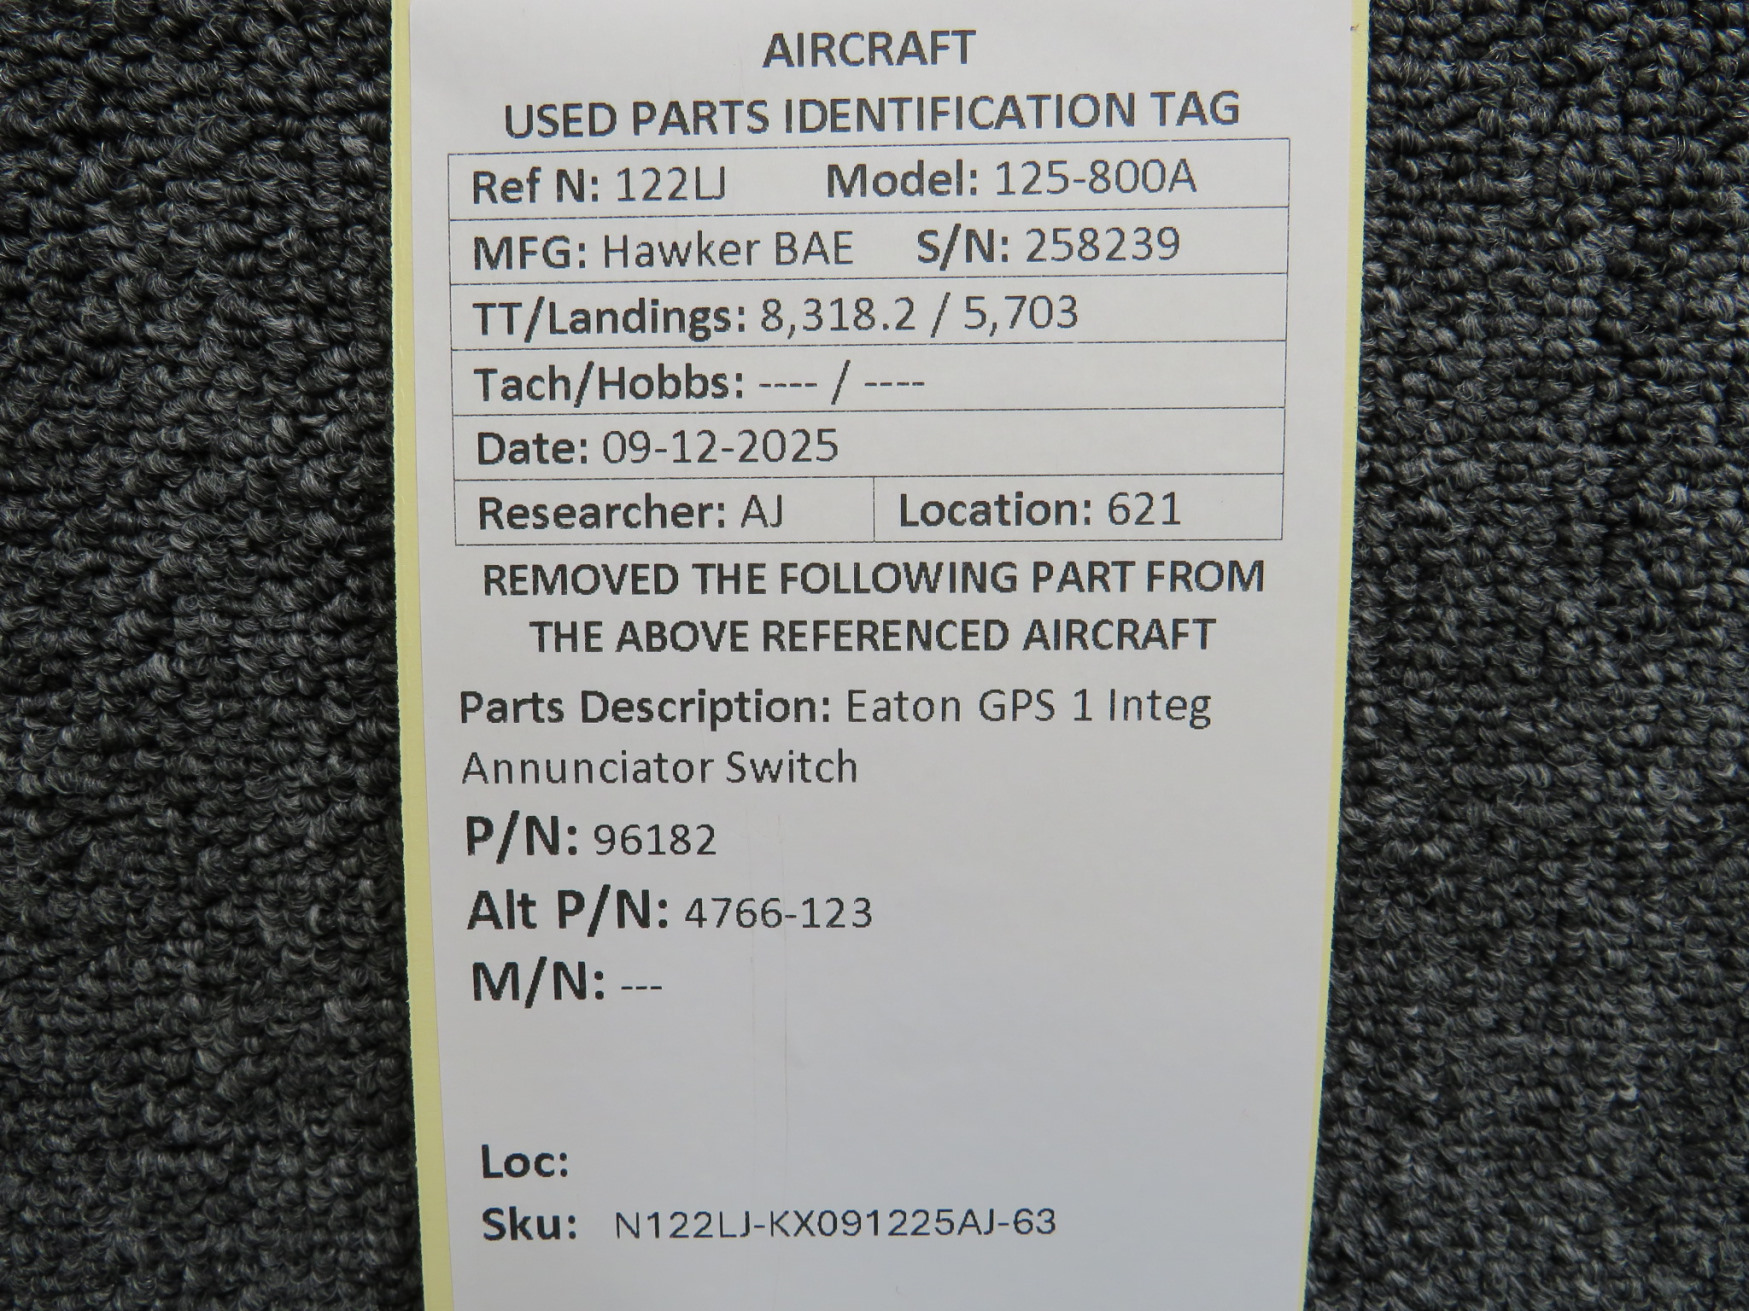 AIRCRAFT
USED PARTS IDENTIFICATION TAG
Ref N: 122LJ Model: 125-800A
MFG: Hawker BAE S/N: 258239
TT/Landings: 8,318.2 / 5,703
Tach/Hobbs: ---- / ----
Date: 09-12-2025
Researcher: AJ Location: 621
REMOVED THE FOLLOWING PART FROM
THE ABOVE REFERENCED AIRCRAFT
Parts Description: Eaton GPS 1 Integ
Annunciator Switch
P/N: 96182
Alt P/N: 4766-123
M/N: ---
Loc:
Sku: N122LJ-KX091225AJ-63